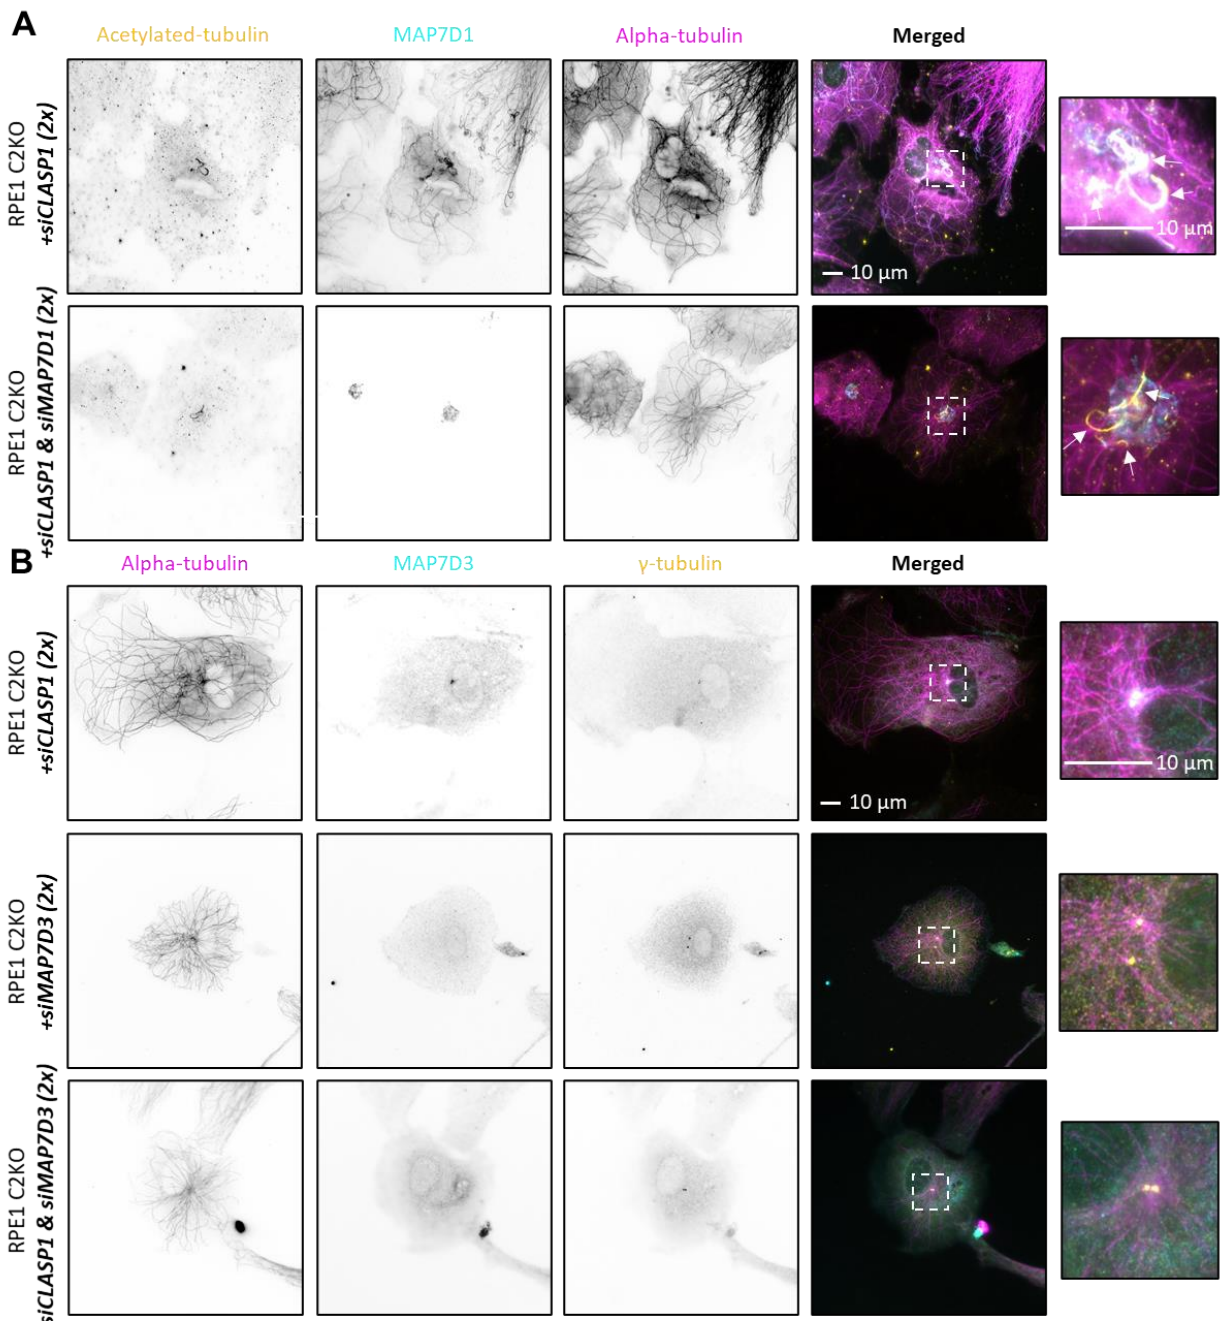 A
Acetylated-tubulin
MAP7D1
Alpha-tubulin
Merged
RPE1 C2KO
+siCLASP1 (2x)
10 µm
10 µm
RPE1 C2KO
+siCLASP1 & siMAP7D1 (2x)
B
Alpha-tubulin
MAP7D3
γ-tubulin
Merged
RPE1 C2KO
+siCLASP1 (2x)
10 µm
10 µm
RPE1 C2KO
+siMAP7D3 (2x)
RPE1 C2KO
siCLASP1 & siMAP7D3 (2x)